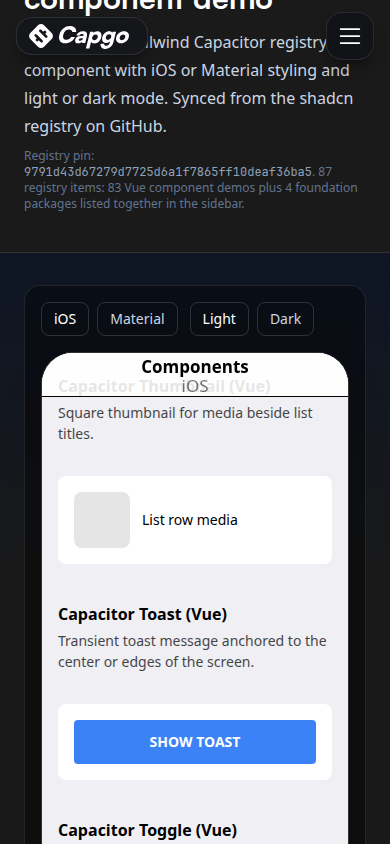 component demo
Capgo
lwind Capacitor registry
component with iOS or Material styling and
light or dark mode. Synced from the shadcn
registry on GitHub.
Registry pin:
9791d43d67279d7725d6a1f7865ff10deaf36ba5. 87
registry items: 83 Vue component demos plus 4 foundation
packages listed together in the sidebar.
iOS
Material
Light
Dark
Components
Capacitor Thumbnail (Vue)
iOS
Square thumbnail for media beside list
titles.
List row media
Capacitor Toast (Vue)
Transient toast message anchored to the
center or edges of the screen.
SHOW TOAST
Capacitor Toggle (Vue)